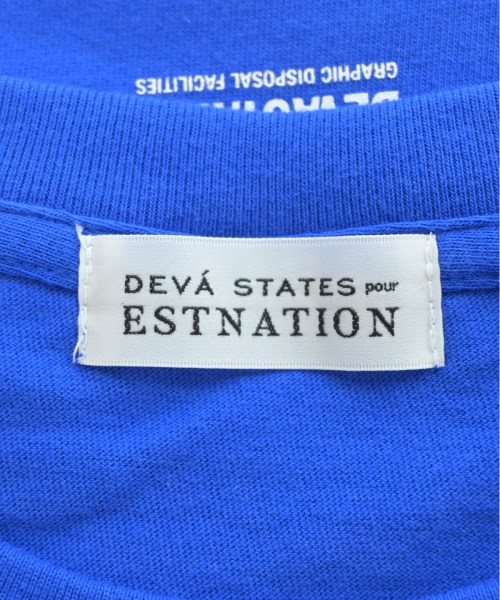 GRAPHIC DISPOSAL FACILITIES
DEVÁ STATES pour
ESTNATION